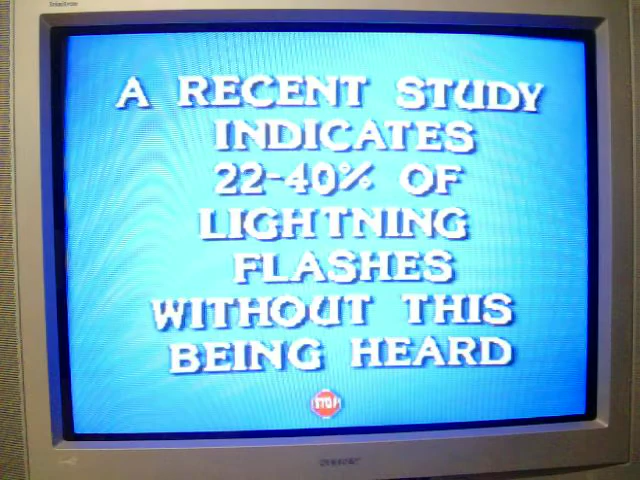 A RECENT STUDY
INDICATES
22-40% OF
LIGHTNING
FLASHES
WITHOUT THIS
BEING HEARD
STOP